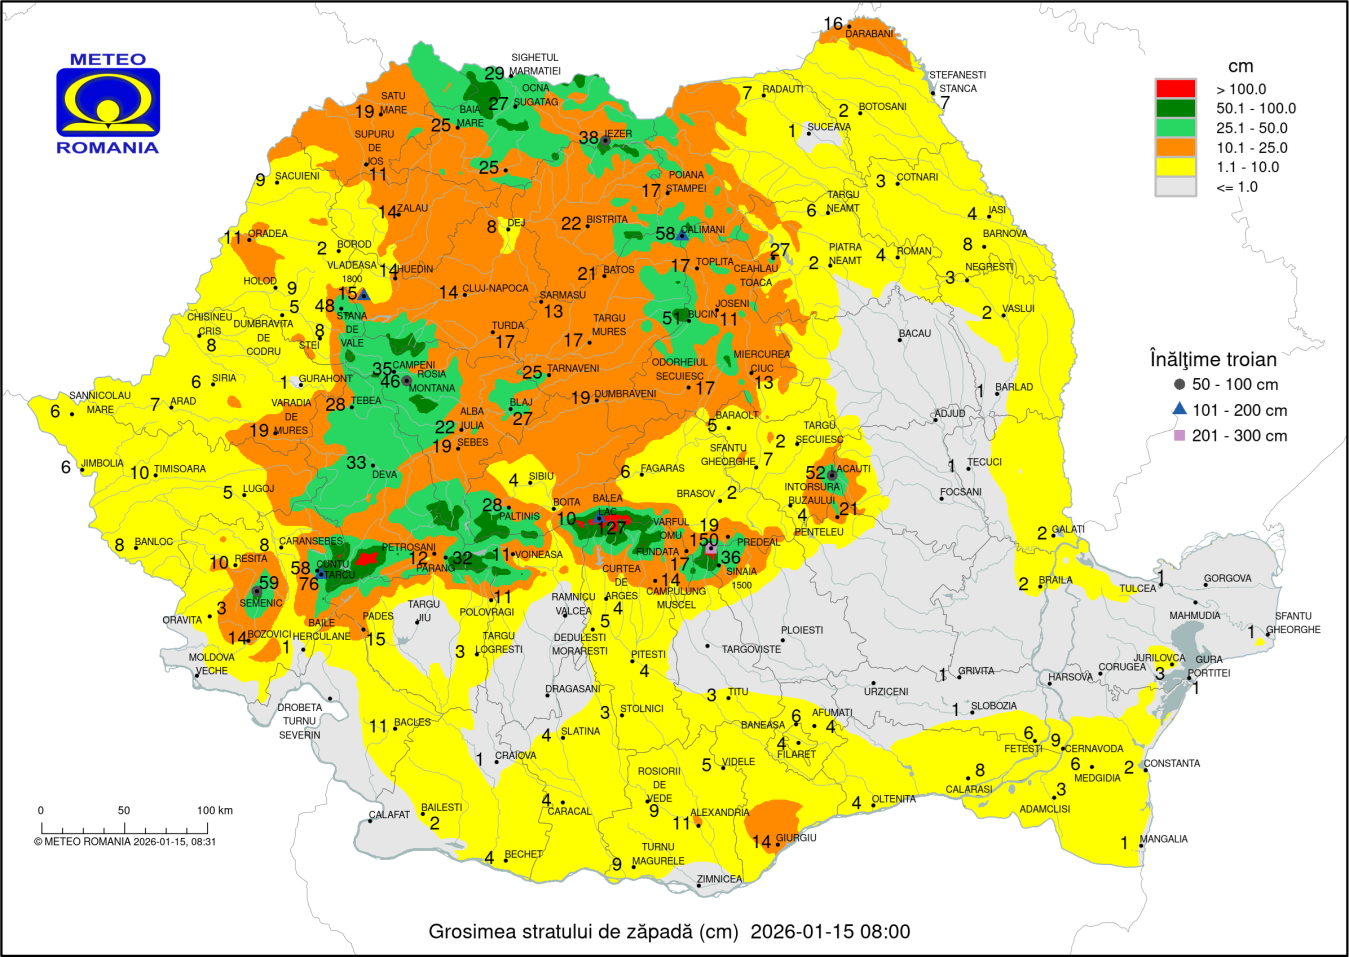 METEO
ROMANIA
cm
> 100.0
50.1 - 100.0
25.1 - 50.0
10.1 - 25.0
1.1 - 10.0
<= 1.0
Înălţime troian
50 - 100 cm
101 - 200 cm
201 - 300 cm
16
DARABANI
STEFANESTI
STANCA
7
7
RADAUTI
2
BOTOSANI
1
SUCEAVA
3
COTNARI
4
IASI
8
BARNOVA
6
TARGU
NEAMT
2
PIATRA
NEAMT
4
ROMAN
3
NEGRESTI
2
VASLUI
BACAU
1
BARLAD
ADJUD
1
TECUCI
FOCSANI
2
GALATI
2
BRAILA
SIGHETUL
MARMATIEI
29
OCNA
SUGATAG
27
SATU
MARE
19
BAIA
MARE
25
SUPURU
DE
JOS
11
38
IEZER
25
POIANA
STAMPEI
17
9
SACUIENI
14
ZALAU
8
DEJ
22
BISTRITA
58
CALIMANI
27
CEAHLAU
TOACA
17
TOPLITA
11
ORADEA
2
BOROD
VLADEASA
1800
15
14
HUEDIN
14
CLUJ-NAPOCA
21
BATOS
SARMASU
13
HOLOD
9
5
DUMBRAVITA
DE
CODRU
48
STANA
DE
VALE
8
STEI
CHISINEU
CRIS
8
TURDA
17
TARGU
MURES
17
51
BUCIN
JOSENI
11
ODORHEIUL
SECUIESC
17
MIERCUREA
CIUC
13
35
CAMPENI
46
ROSIA
MONTANA
25
TARNAVENI
19
DUMBRAVENI
6
SIRIA
1
GURAHONT
7
ARAD
SANNICOLAU
MARE
6
VARADIA
DE
MURES
19
28
TEBEA
ALBA
IULIA
22
BLAJ
27
19
SEBES
5
BARAOLT
2
TARGU
SECUIESC
SFANTU
GHEORGHE
7
52
LACAUTI
6
JIMBOLIA
10
TIMISOARA
5
LUGOJ
33
DEVA
4
SIBIU
6
FAGARAS
BRASOV
2
INTORSURA
BUZAULUI
4
21
PENTELEU
28
PALTINIS
BOITA
10
BALEA
LAC
127
VARFUL
OMU
150
19
PREDEAL
36
SINAIA
1500
FUNDATA
17
14
CAMPULUNG
MUSCEL
8
BANLOC
8
CARANSEBES
10
RESITA
58
CUNTU
76
TARCU
PETROSANI
12
PARANG
32
11
VOINEASA
59
SEMENIC
CURTEA
DE
ARGES
4
RAMNICU
VALCEA
5
DEDULESTI
MORARESTI
11
POLOVRAGI
TARGU
JIU
3
ORAVITA
14
BOZOVICI
1
BAILE
HERCULANE
PADES
15
MOLDOVA
VECHE
3
TARGU
LOGRESTI
PITESTI
4
TARGOVISTE
PLOIESTI
DROBETA
TURNU
SEVERIN
11
BACLES
DRAGASANI
3
STOLNICI
3
TITU
URZICENI
1
GRIVITA
1
SLOBOZIA
HARSOVA
TULCEA
1
GORGOVA
MAHMUDIA
SFANTU
GHEORGHE
1
JURILOVCA
3
GURA
PORTITEI
1
CORUGEA
4
SLATINA
1
CRAIOVA
BANEASA
6
AFUMATI
4
4
FILARET
5
VIDELE
6
FETESTI
9
CERNAVODA
6
MEDGIDIA
2
CONSTANTA
8
CALARASI
3
ADAMCLISI
4
OLTENITA
ROSIORII
DE
VEDE
9
4
CARACAL
ALEXANDRIA
11
14
GIURGIU
1
MANGALIA
CALAFAT
BAILESTI
2
4
BECHET
TURNU
MAGURELE
9
ZIMNICEA
0 50 100 km
© METEO ROMANIA 2026-01-15, 08:31
Grosimea stratului de zăpadă (cm) 2026-01-15 08:00